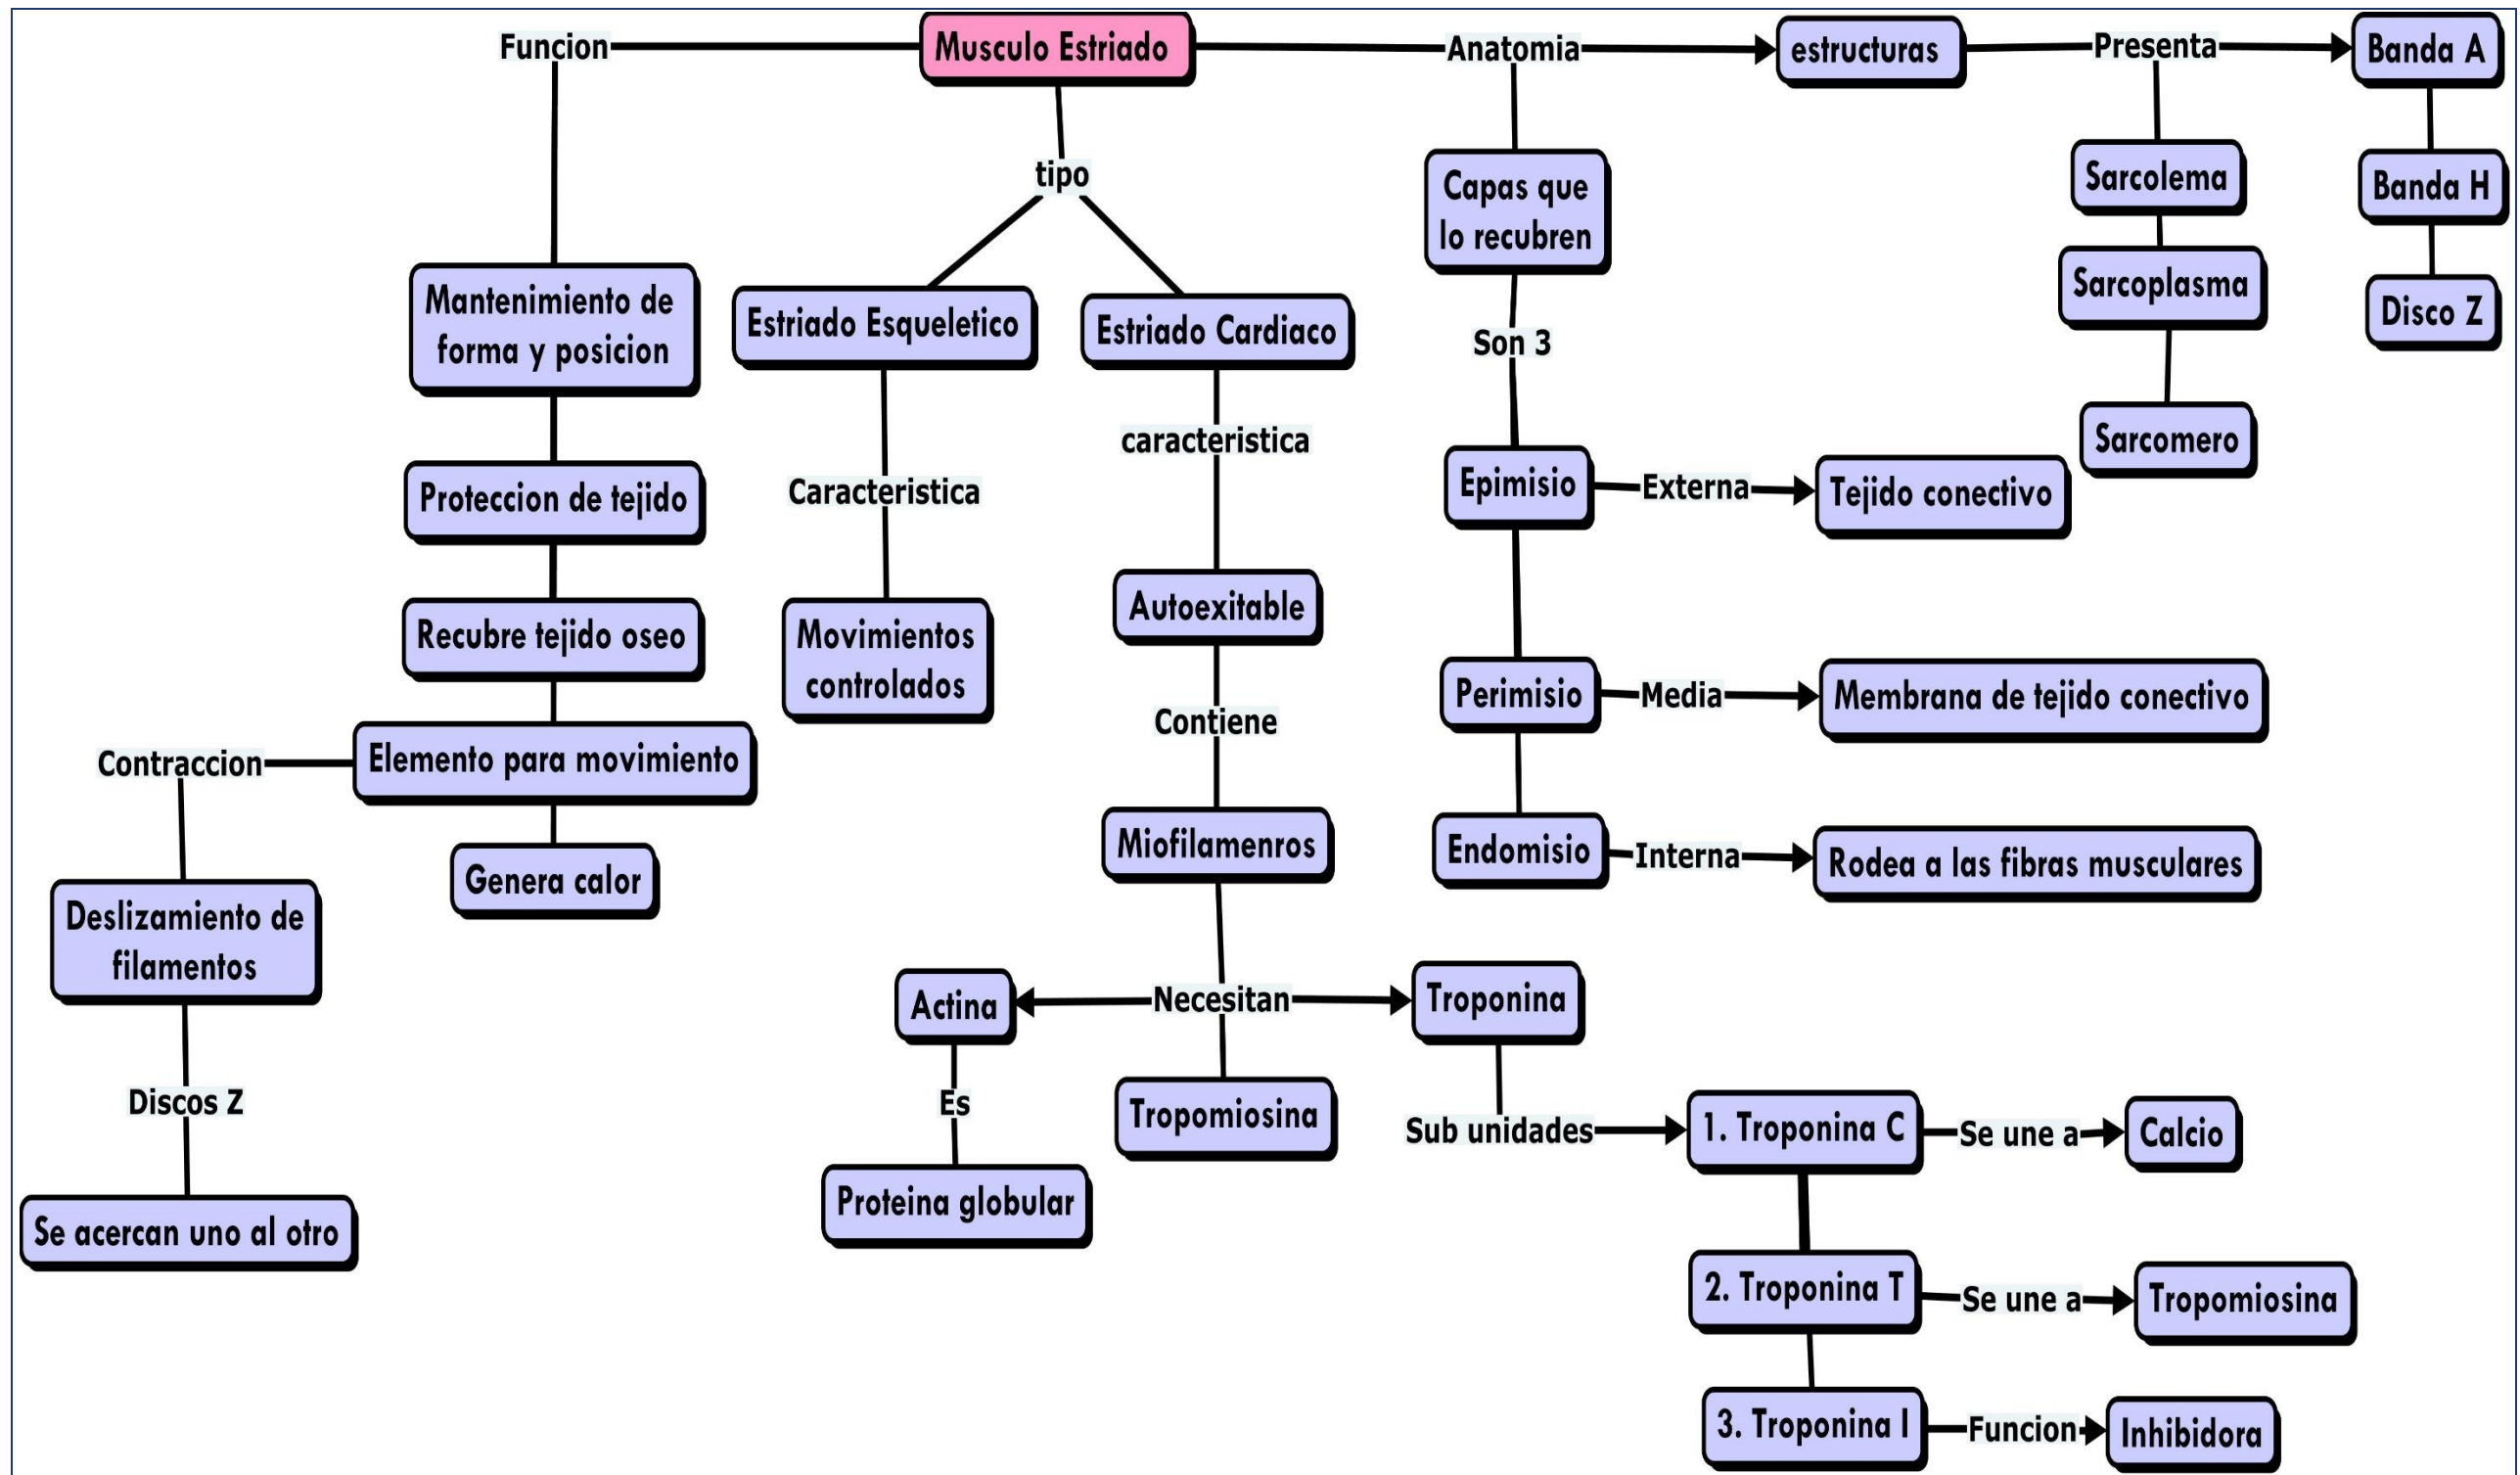 Funcion
Musculo Estriado
Anatomia
estructuras
Presenta
Banda A
tipo
Capas que
lo recubren
Sarcolema
Banda H
Mantenimiento de
forma y posicion
Estriado Esqueletico
Estriado Cardiaco
Son 3
Sarcoplasma
Disco Z
caracteristica
Sarcomero
Proteccion de tejido
Caracteristica
Epimisio
Externa
Tejido conectivo
Recubre tejido oseo
Movimientos
controlados
Autoexitable
Perimisio
Media
Membrana de tejido conectivo
Contraccion
Elemento para movimiento
Contiene
Genera calor
Miofilamenros
Endomisio
Interna
Rodea a las fibras musculares
Deslizamiento de
filamentos
Actina
Necesitan
Troponina
Discos Z
Es
Tropomiosina
Sub unidades
1. Troponina C
Se une a
Calcio
Se acercan uno al otro
Proteina globular
2. Troponina T
Se une a
Tropomiosina
3. Troponina I
Funcion
Inhibidora